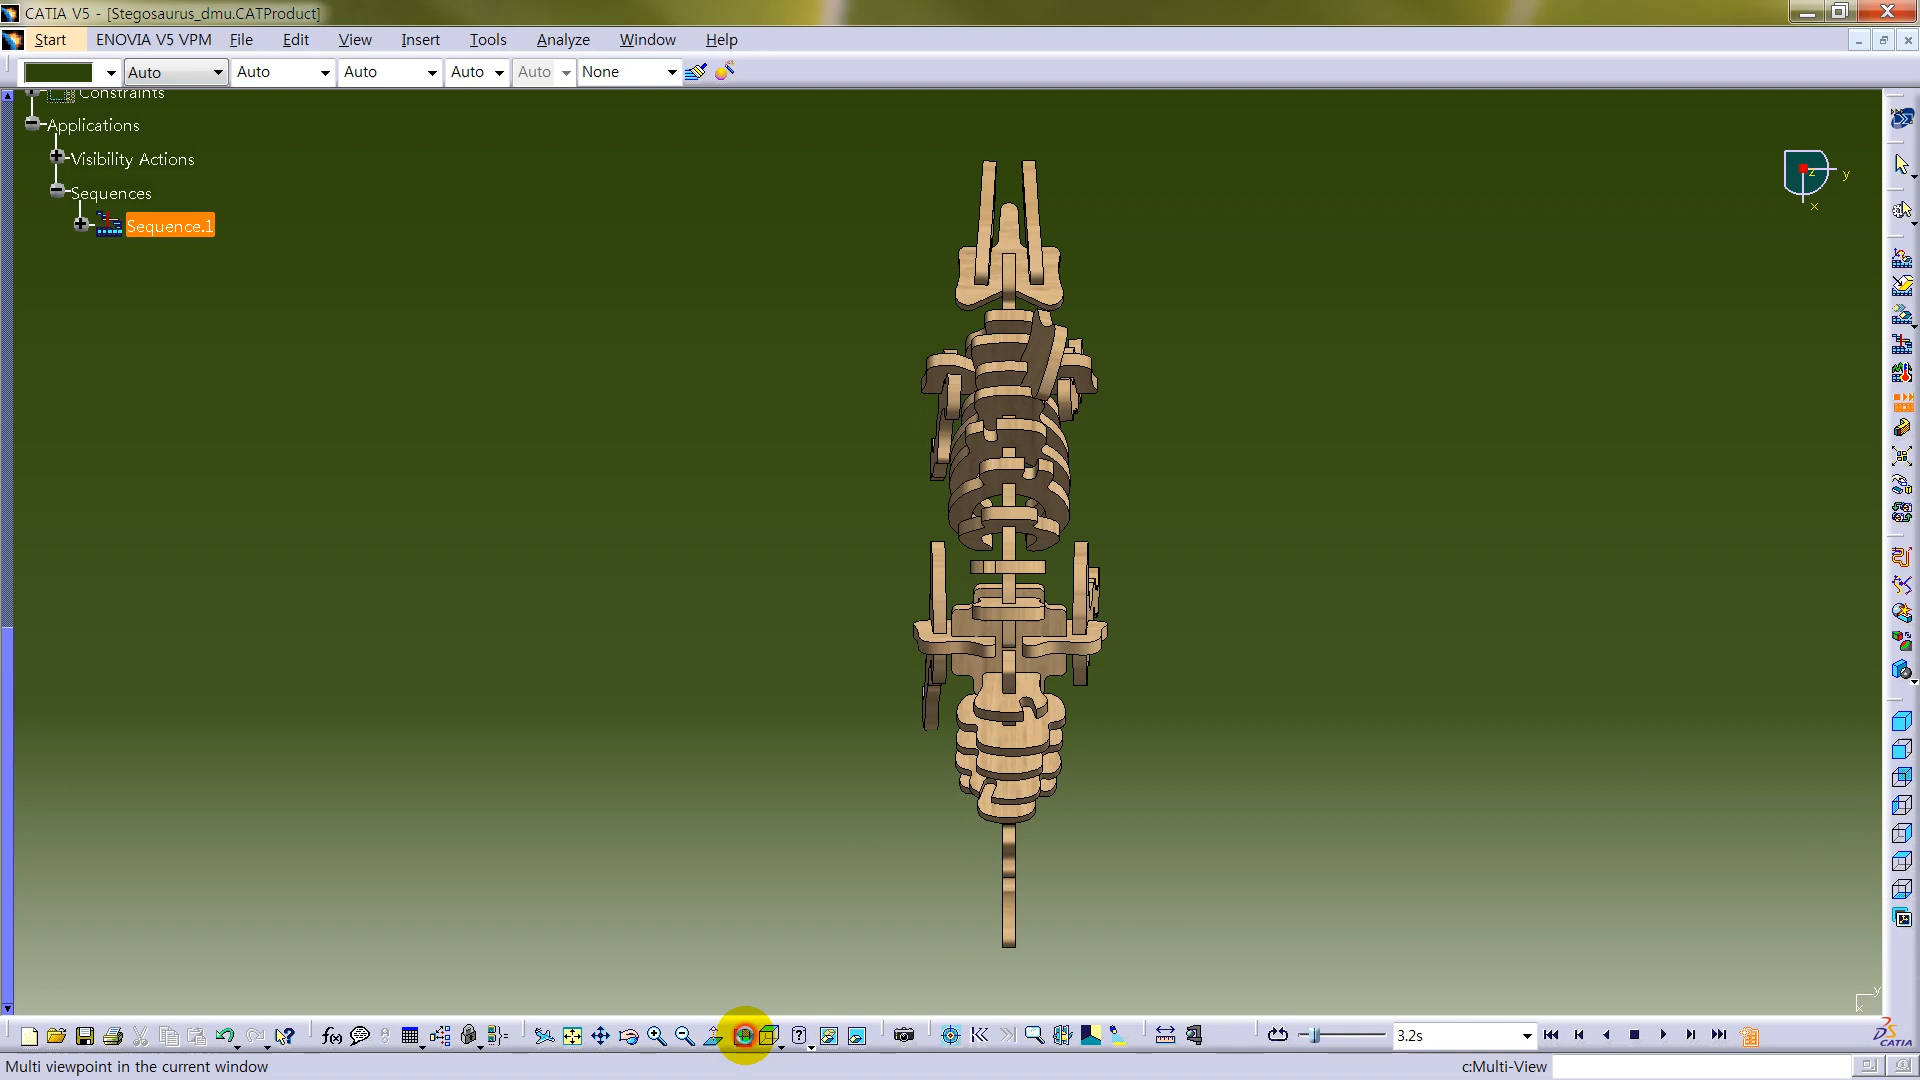 CATIA V5 - [Stegosaurus_dmu.CATProduct]
Start ENOVIA V5 VPM File Edit View Insert Tools Analyze Window Help
Auto Auto Auto Auto Auto None
Constraints
Applications
Visibility Actions
Sequences
Sequence.1
z y
x
y
x
f(x) 3.2s CATIA
Multi viewpoint in the current window c:Multi-View